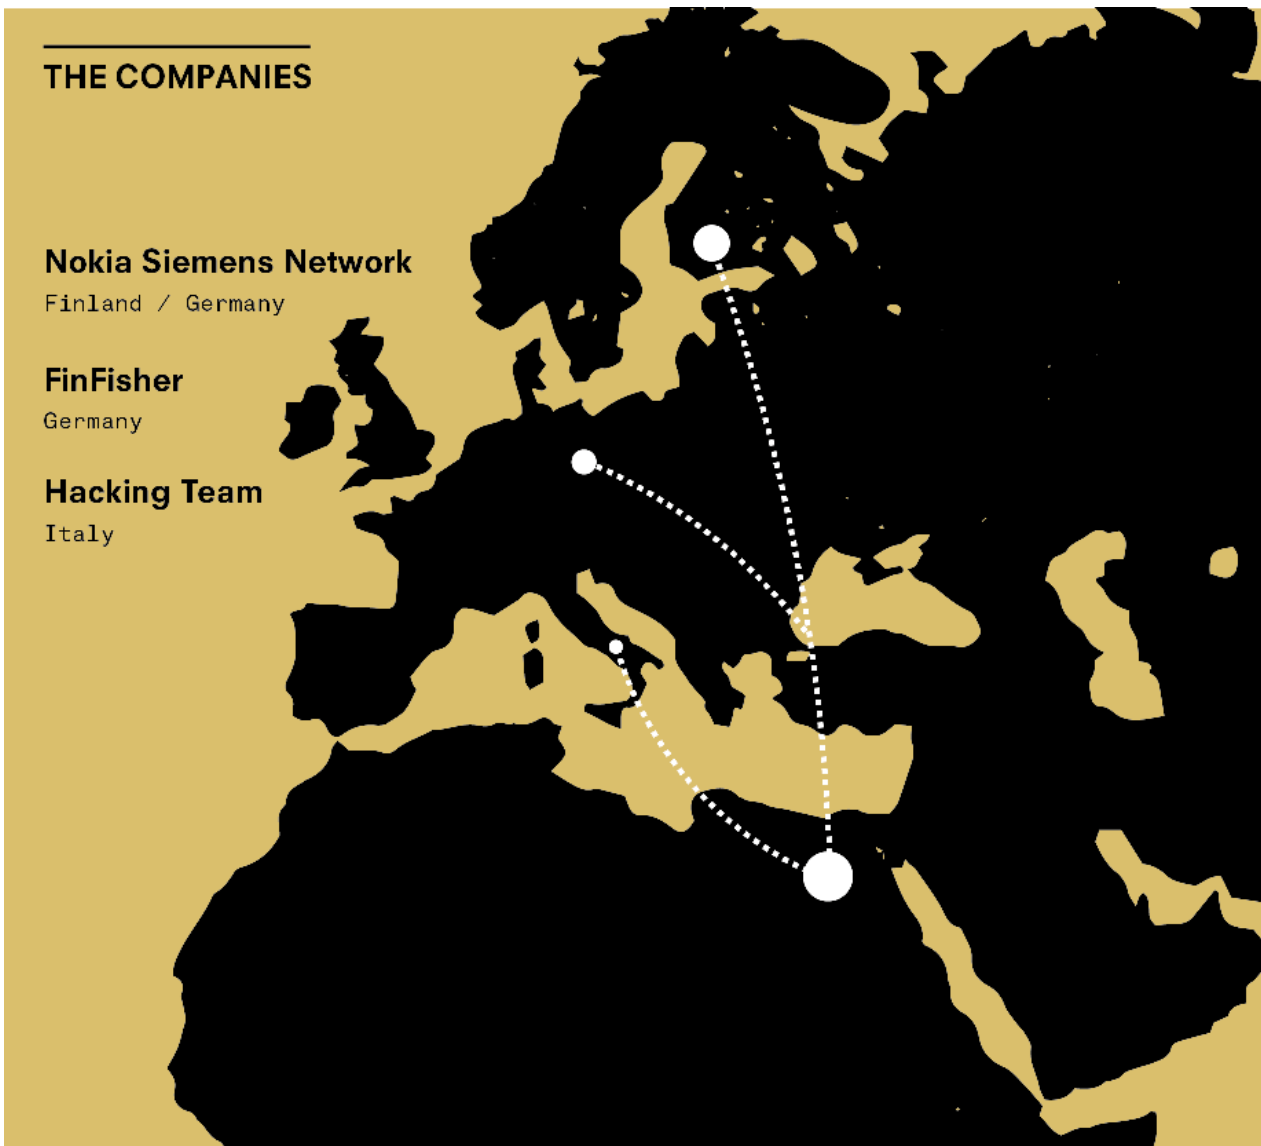 THE COMPANIES
Nokia Siemens Network
Finland / Germany
FinFisher
Germany
Hacking Team
Italy